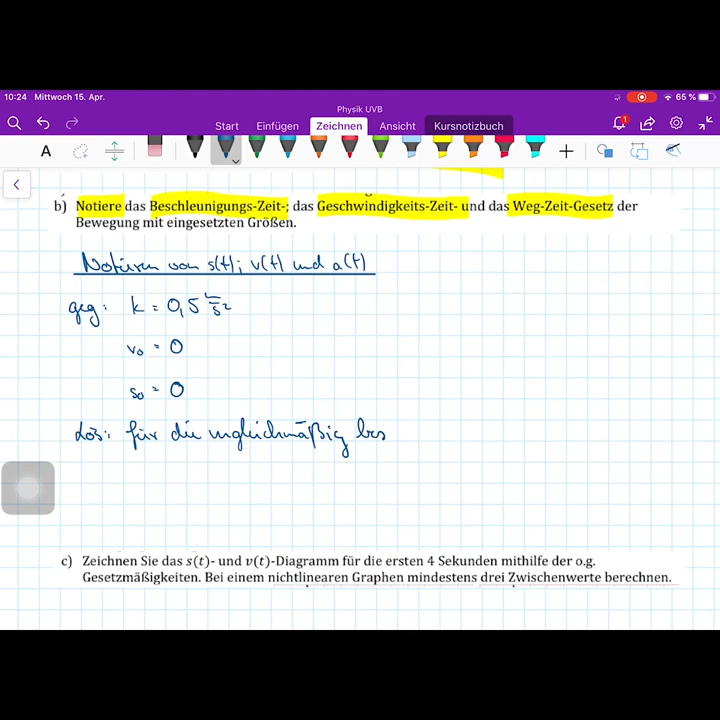 10:24 Mittwoch 15. Apr.
65 %
Physik UVB
Start Einfügen Zeichnen Ansicht Kursnotizbuch
1
A
b) Notiere das Beschleunigungs-Zeit-; das Geschwindigkeits-Zeit- und das Weg-Zeit-Gesetz der
Bewegung mit eingesetzten Größen.
Notieren von s(t); v(t) und a(t)
geg: k = 0,5
v₀ = 0
s₀ = 0
Lös: für die ungleichmäßig bes
c) Zeichnen Sie das s(t)- und v(t)-Diagramm für die ersten 4 Sekunden mithilfe der o.g.
Gesetzmäßigkeiten. Bei einem nichtlinearen Graphen mindestens drei Zwischenwerte berechnen.